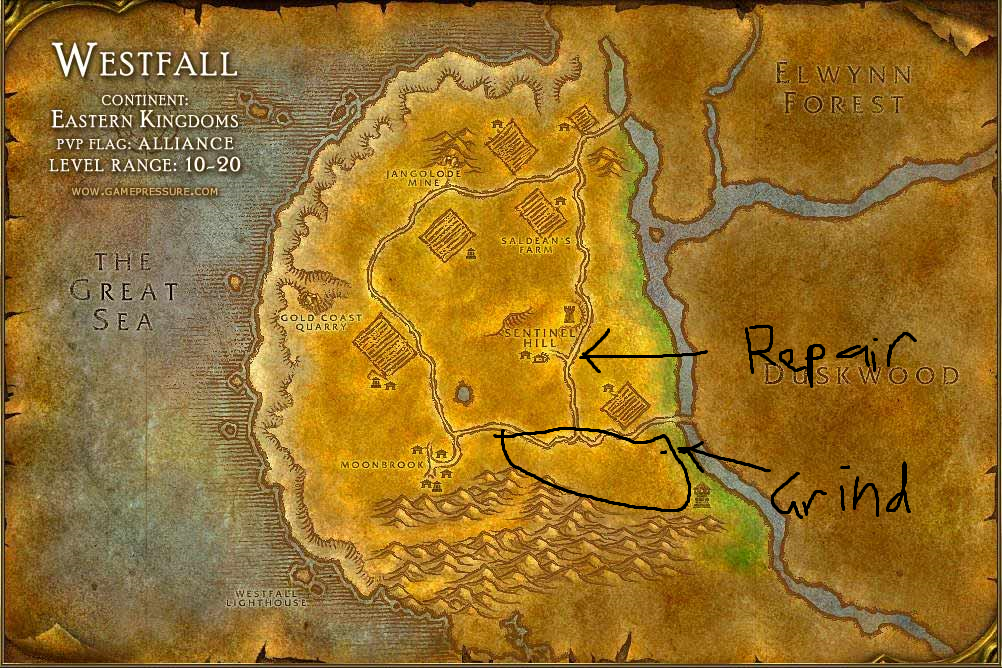 WESTFALL
CONTINENT:
EASTERN KINGDOMS
PVP FLAG: ALLIANCE
LEVEL RANGE: 10-20
WWW.GAMEPRESSURE.COM
ELWYNN
FOREST
JANGOLODE
MINE
SALDEAN'S
FARM
THE
GREAT
SEA
GOLD COAST
QUARRY
SENTINEL
HILL
Repair
DUSKWOOD
MOONBROOK
Grind
WESTFALL
LIGHTHOUSE